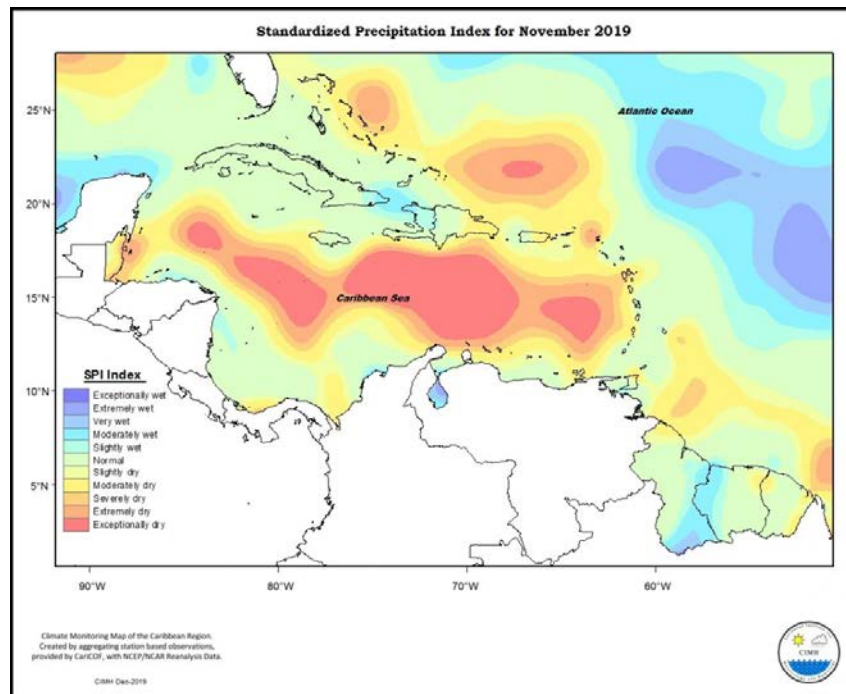 Standardized Precipitation Index for November 2019
25°N
20°N
15°N
10°N
5°N
Atlantic Ocean
Caribbean Sea
SPI Index
Exceptionally wet
Extremely wet
Very wet
Moderately wet
Slightly wet
Normal
Slightly dry
Moderately dry
Severely dry
Extremely dry
Exceptionally dry
90°W
80°W
70°W
60°W
Climate Monitoring Map of the Caribbean Region.
Created by aggregating station based observations,
provided by CariCOF, with NCEP/NCAR Reanalysis Data.
CIMH Dec-2019
CIMH